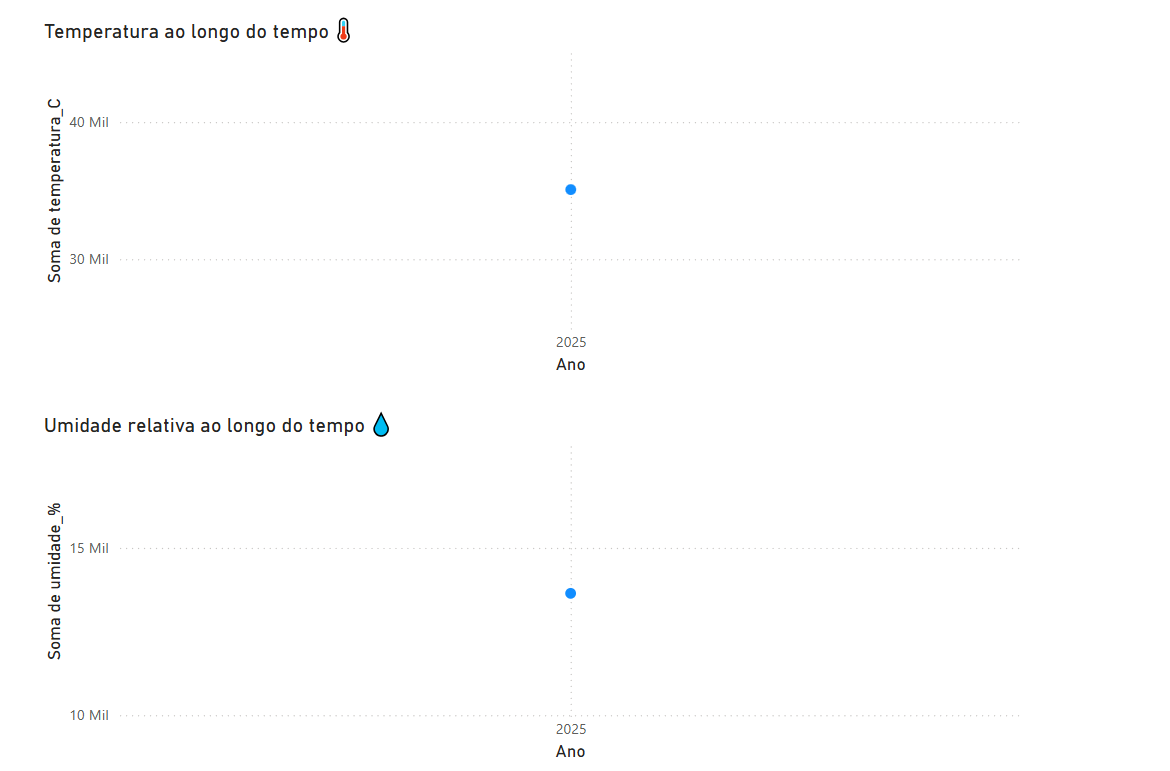 Temperatura ao longo do tempo
Soma de temperatura_C
40 Mil
30 Mil
2025
Ano
Umidade relativa ao longo do tempo
Soma de umidade_%
15 Mil
10 Mil
2025
Ano